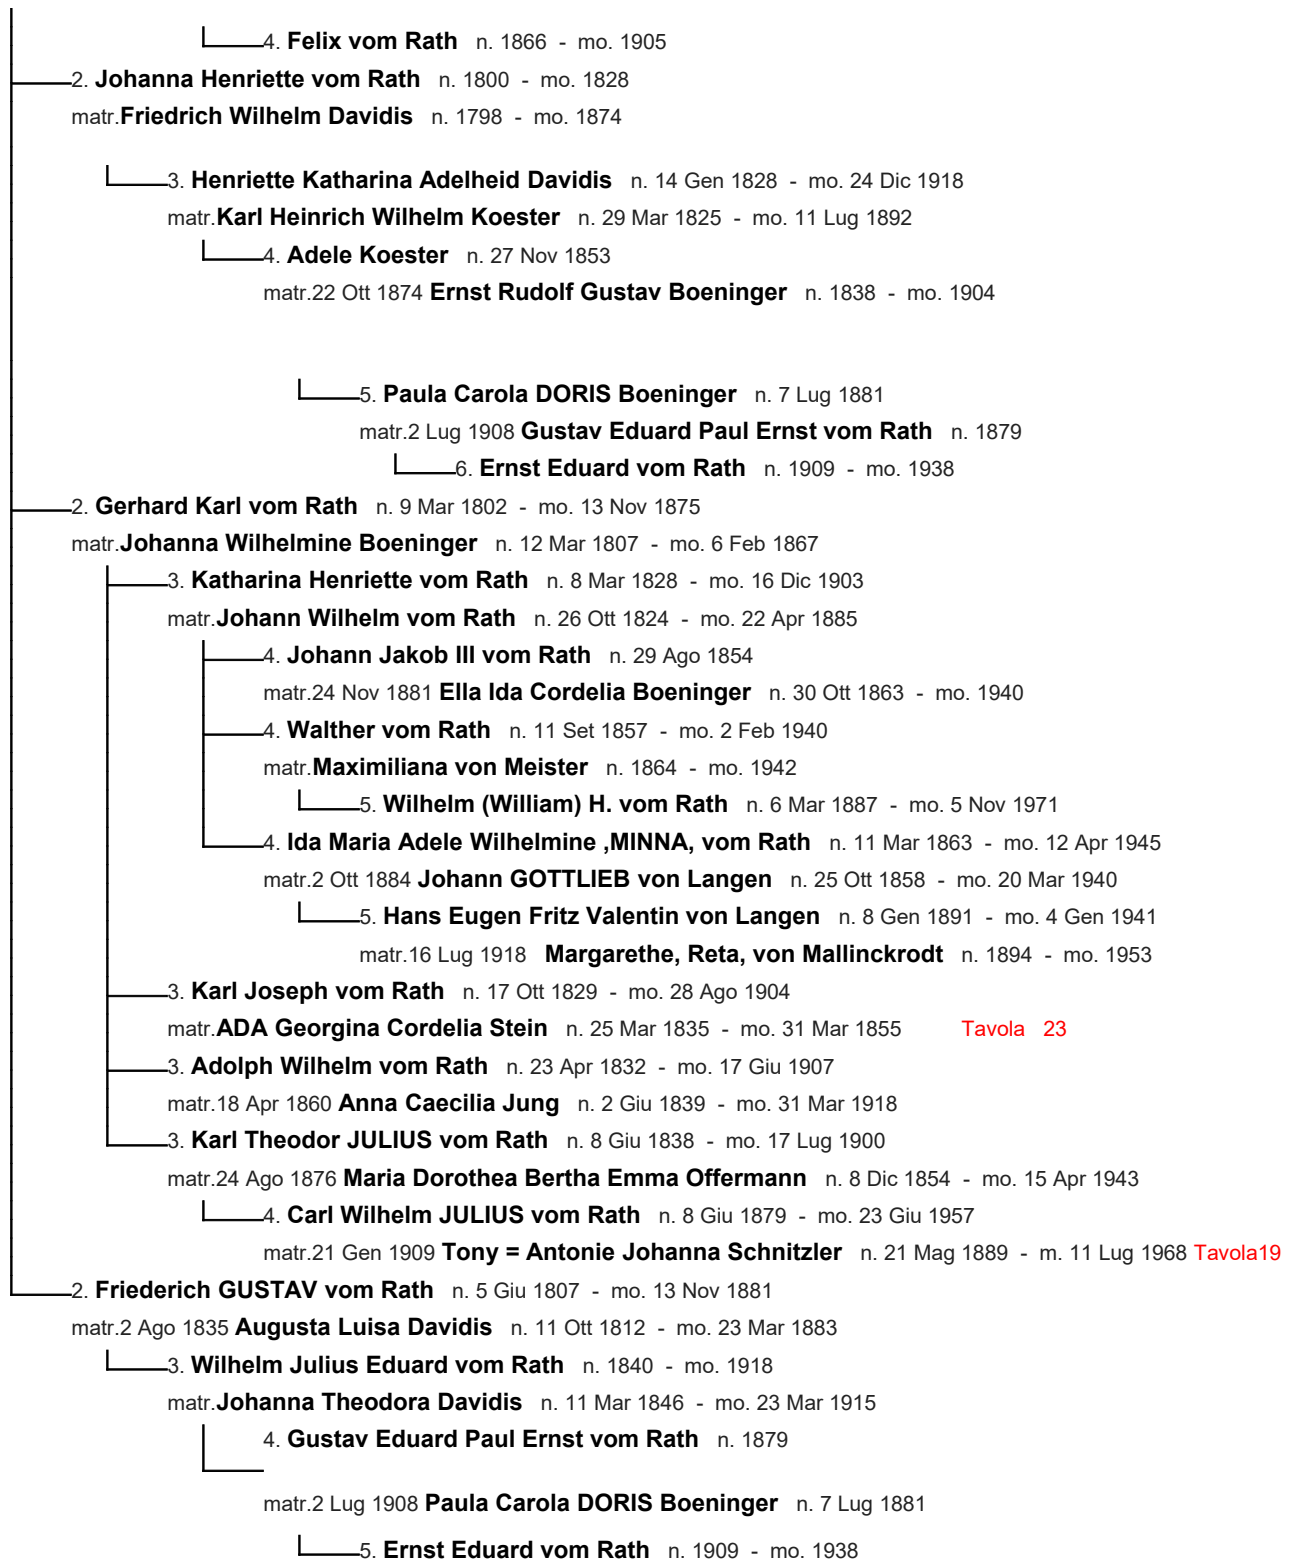 4. Felix vom Rath n. 1866 - mo. 1905
2. Johanna Henriette vom Rath n. 1800 - mo. 1828
matr.Friedrich Wilhelm Davidis n. 1798 - mo. 1874
3. Henriette Katharina Adelheid Davidis n. 14 Gen 1828 - mo. 24 Dic 1918
matr.Karl Heinrich Wilhelm Koester n. 29 Mar 1825 - mo. 11 Lug 1892
4. Adele Koester n. 27 Nov 1853
matr.22 Ott 1874 Ernst Rudolf Gustav Boeninger n. 1838 - mo. 1904
5. Paula Carola DORIS Boeninger n. 7 Lug 1881
matr.2 Lug 1908 Gustav Eduard Paul Ernst vom Rath n. 1879
6. Ernst Eduard vom Rath n. 1909 - mo. 1938
2. Gerhard Karl vom Rath n. 9 Mar 1802 - mo. 13 Nov 1875
matr.Johanna Wilhelmine Boeninger n. 12 Mar 1807 - mo. 6 Feb 1867
3. Katharina Henriette vom Rath n. 8 Mar 1828 - mo. 16 Dic 1903
matr.Johann Wilhelm vom Rath n. 26 Ott 1824 - mo. 22 Apr 1885
4. Johann Jakob III vom Rath n. 29 Ago 1854
matr.24 Nov 1881 Ella Ida Cordelia Boeninger n. 30 Ott 1863 - mo. 1940
4. Walther vom Rath n. 11 Set 1857 - mo. 2 Feb 1940
matr.Maximiliana von Meister n. 1864 - mo. 1942
5. Wilhelm (William) H. vom Rath n. 6 Mar 1887 - mo. 5 Nov 1971
4. Ida Maria Adele Wilhelmine ,MINNA, vom Rath n. 11 Mar 1863 - mo. 12 Apr 1945
matr.2 Ott 1884 Johann GOTTLIEB von Langen n. 25 Ott 1858 - mo. 20 Mar 1940
5. Hans Eugen Fritz Valentin von Langen n. 8 Gen 1891 - mo. 4 Gen 1941
matr.16 Lug 1918 Margarethe, Reta, von Mallinckrodt n. 1894 - mo. 1953
3. Karl Joseph vom Rath n. 17 Ott 1829 - mo. 28 Ago 1904
matr.ADA Georgina Cordelia Stein n. 25 Mar 1835 - mo. 31 Mar 1855 Tavola 23
3. Adolph Wilhelm vom Rath n. 23 Apr 1832 - mo. 17 Giu 1907
matr.18 Apr 1860 Anna Caecilia Jung n. 2 Giu 1839 - mo. 31 Mar 1918
3. Karl Theodor JULIUS vom Rath n. 8 Giu 1838 - mo. 17 Lug 1900
matr.24 Ago 1876 Maria Dorothea Bertha Emma Offermann n. 8 Dic 1854 - mo. 15 Apr 1943
4. Carl Wilhelm JULIUS vom Rath n. 8 Giu 1879 - mo. 23 Giu 1957
matr.21 Gen 1909 Tony = Antonie Johanna Schnitzler n. 21 Mag 1889 - m. 11 Lug 1968 Tavola19
2. Friederich GUSTAV vom Rath n. 5 Giu 1807 - mo. 13 Nov 1881
matr.2 Ago 1835 Augusta Luisa Davidis n. 11 Ott 1812 - mo. 23 Mar 1883
3. Wilhelm Julius Eduard vom Rath n. 1840 - mo. 1918
matr.Johanna Theodora Davidis n. 11 Mar 1846 - mo. 23 Mar 1915
4. Gustav Eduard Paul Ernst vom Rath n. 1879
matr.2 Lug 1908 Paula Carola DORIS Boeninger n. 7 Lug 1881
5. Ernst Eduard vom Rath n. 1909 - mo. 1938